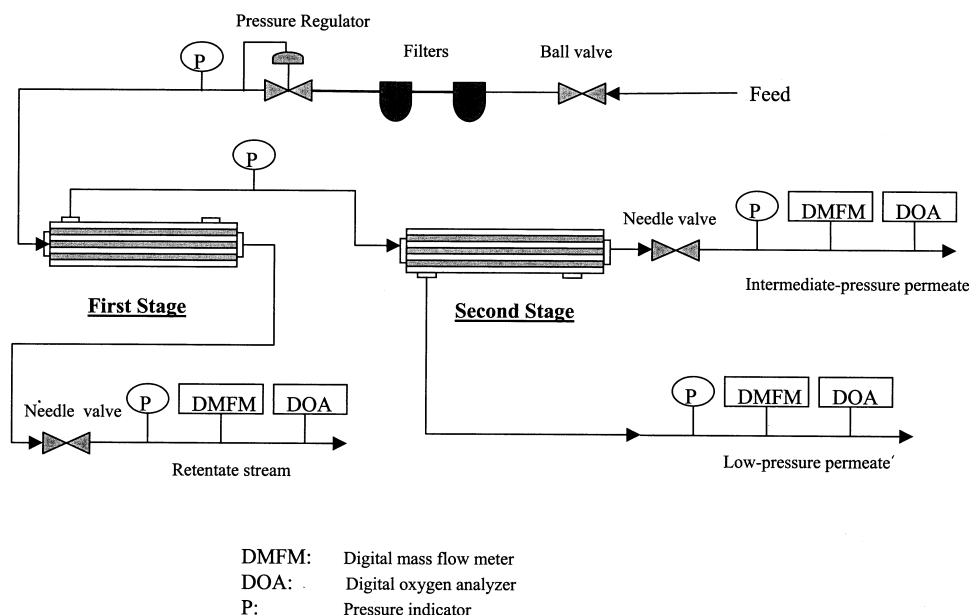 Pressure Regulator
Filters
Ball valve
P
Feed
P
Needle valve
P
DMFM
DOA
Intermediate-pressure permeate
First Stage
Second Stage
Needle valve
P
DMFM
DOA
Retentate stream
P
DMFM
DOA
Low-pressure permeate
DMFM: Digital mass flow meter
DOA: Digital oxygen analyzer
P: Pressure indicator